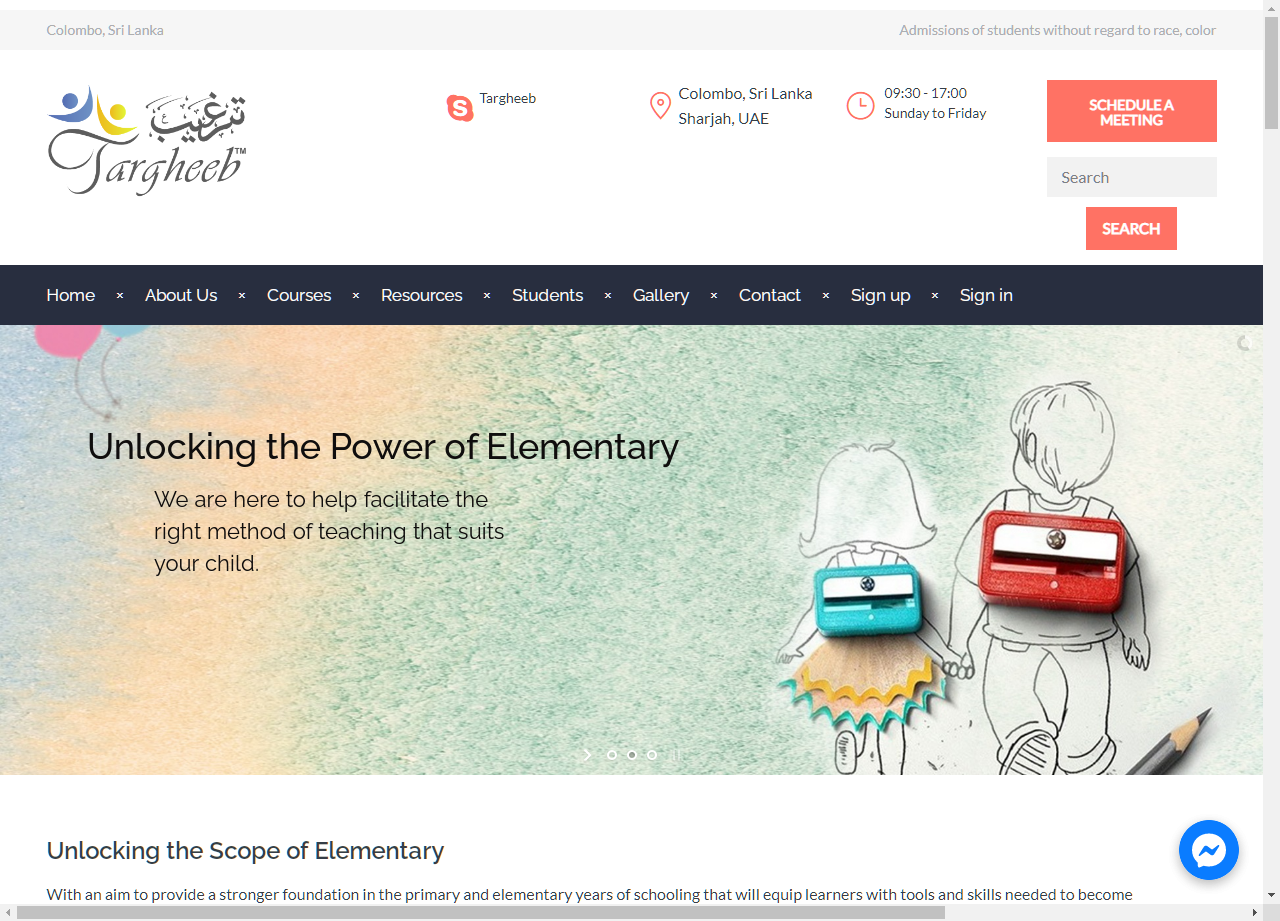 Colombo, Sri Lanka
Admissions of students without regard to race, color
ترغيب
Targheeb™
Targheeb
Colombo, Sri Lanka
Sharjah, UAE
09:30 - 17:00
Sunday to Friday
SCHEDULE A
MEETING
Search
SEARCH
Home
About Us
Courses
Resources
Students
Gallery
Contact
Sign up
Sign in
Unlocking the Power of Elementary
We are here to help facilitate the
right method of teaching that suits
your child.
Unlocking the Scope of Elementary
With an aim to provide a stronger foundation in the primary and elementary years of schooling that will equip learners with tools and skills needed to become